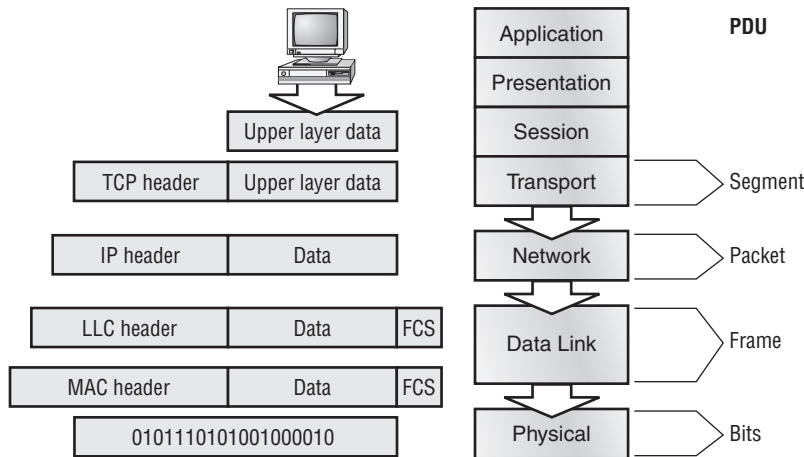 Application
PDU
Presentation
Upper layer data
Session
TCP header
Upper layer data
Transport
Segment
IP header
Data
Network
Packet
LLC header
Data
FCS
Data Link
Frame
MAC header
Data
FCS
0101110101001000010
Physical
Bits